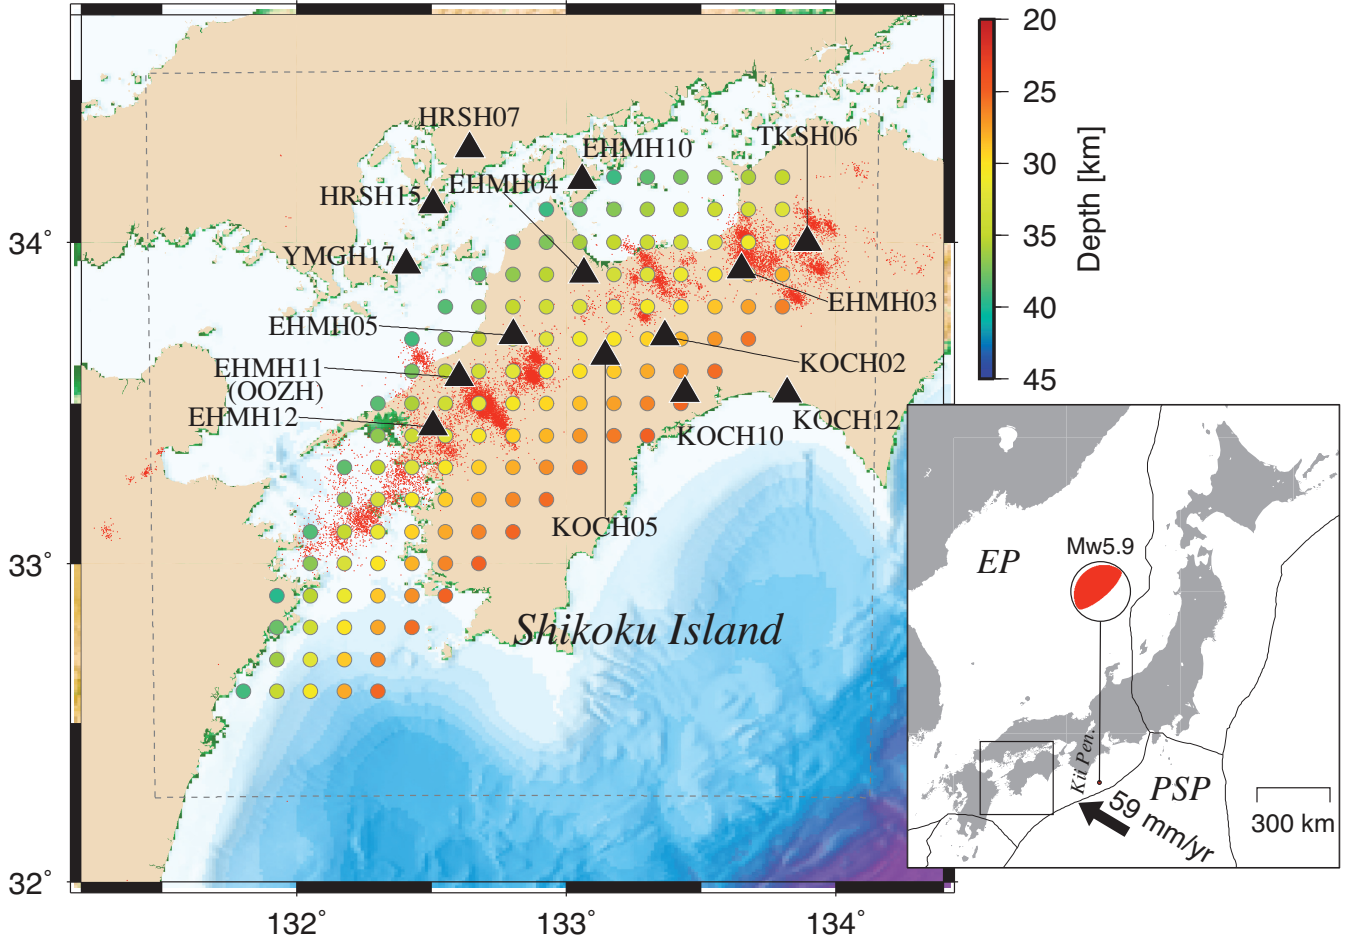 20
25
30
35
40
45
Depth [km]
HRSH07
TKSH06
EHMH10
EHMH04
HRSH15
34°
YMGH17
EHMH03
EHMH05
KOCH02
EHMH11
(OOZH)
EHMH12
KOCH12
KOCH10
KOCH05
33°
Shikoku Island
32°
132°
133°
134°
Mw5.9
EP
Kii Pen.
PSP
59 mm/yr
300 km